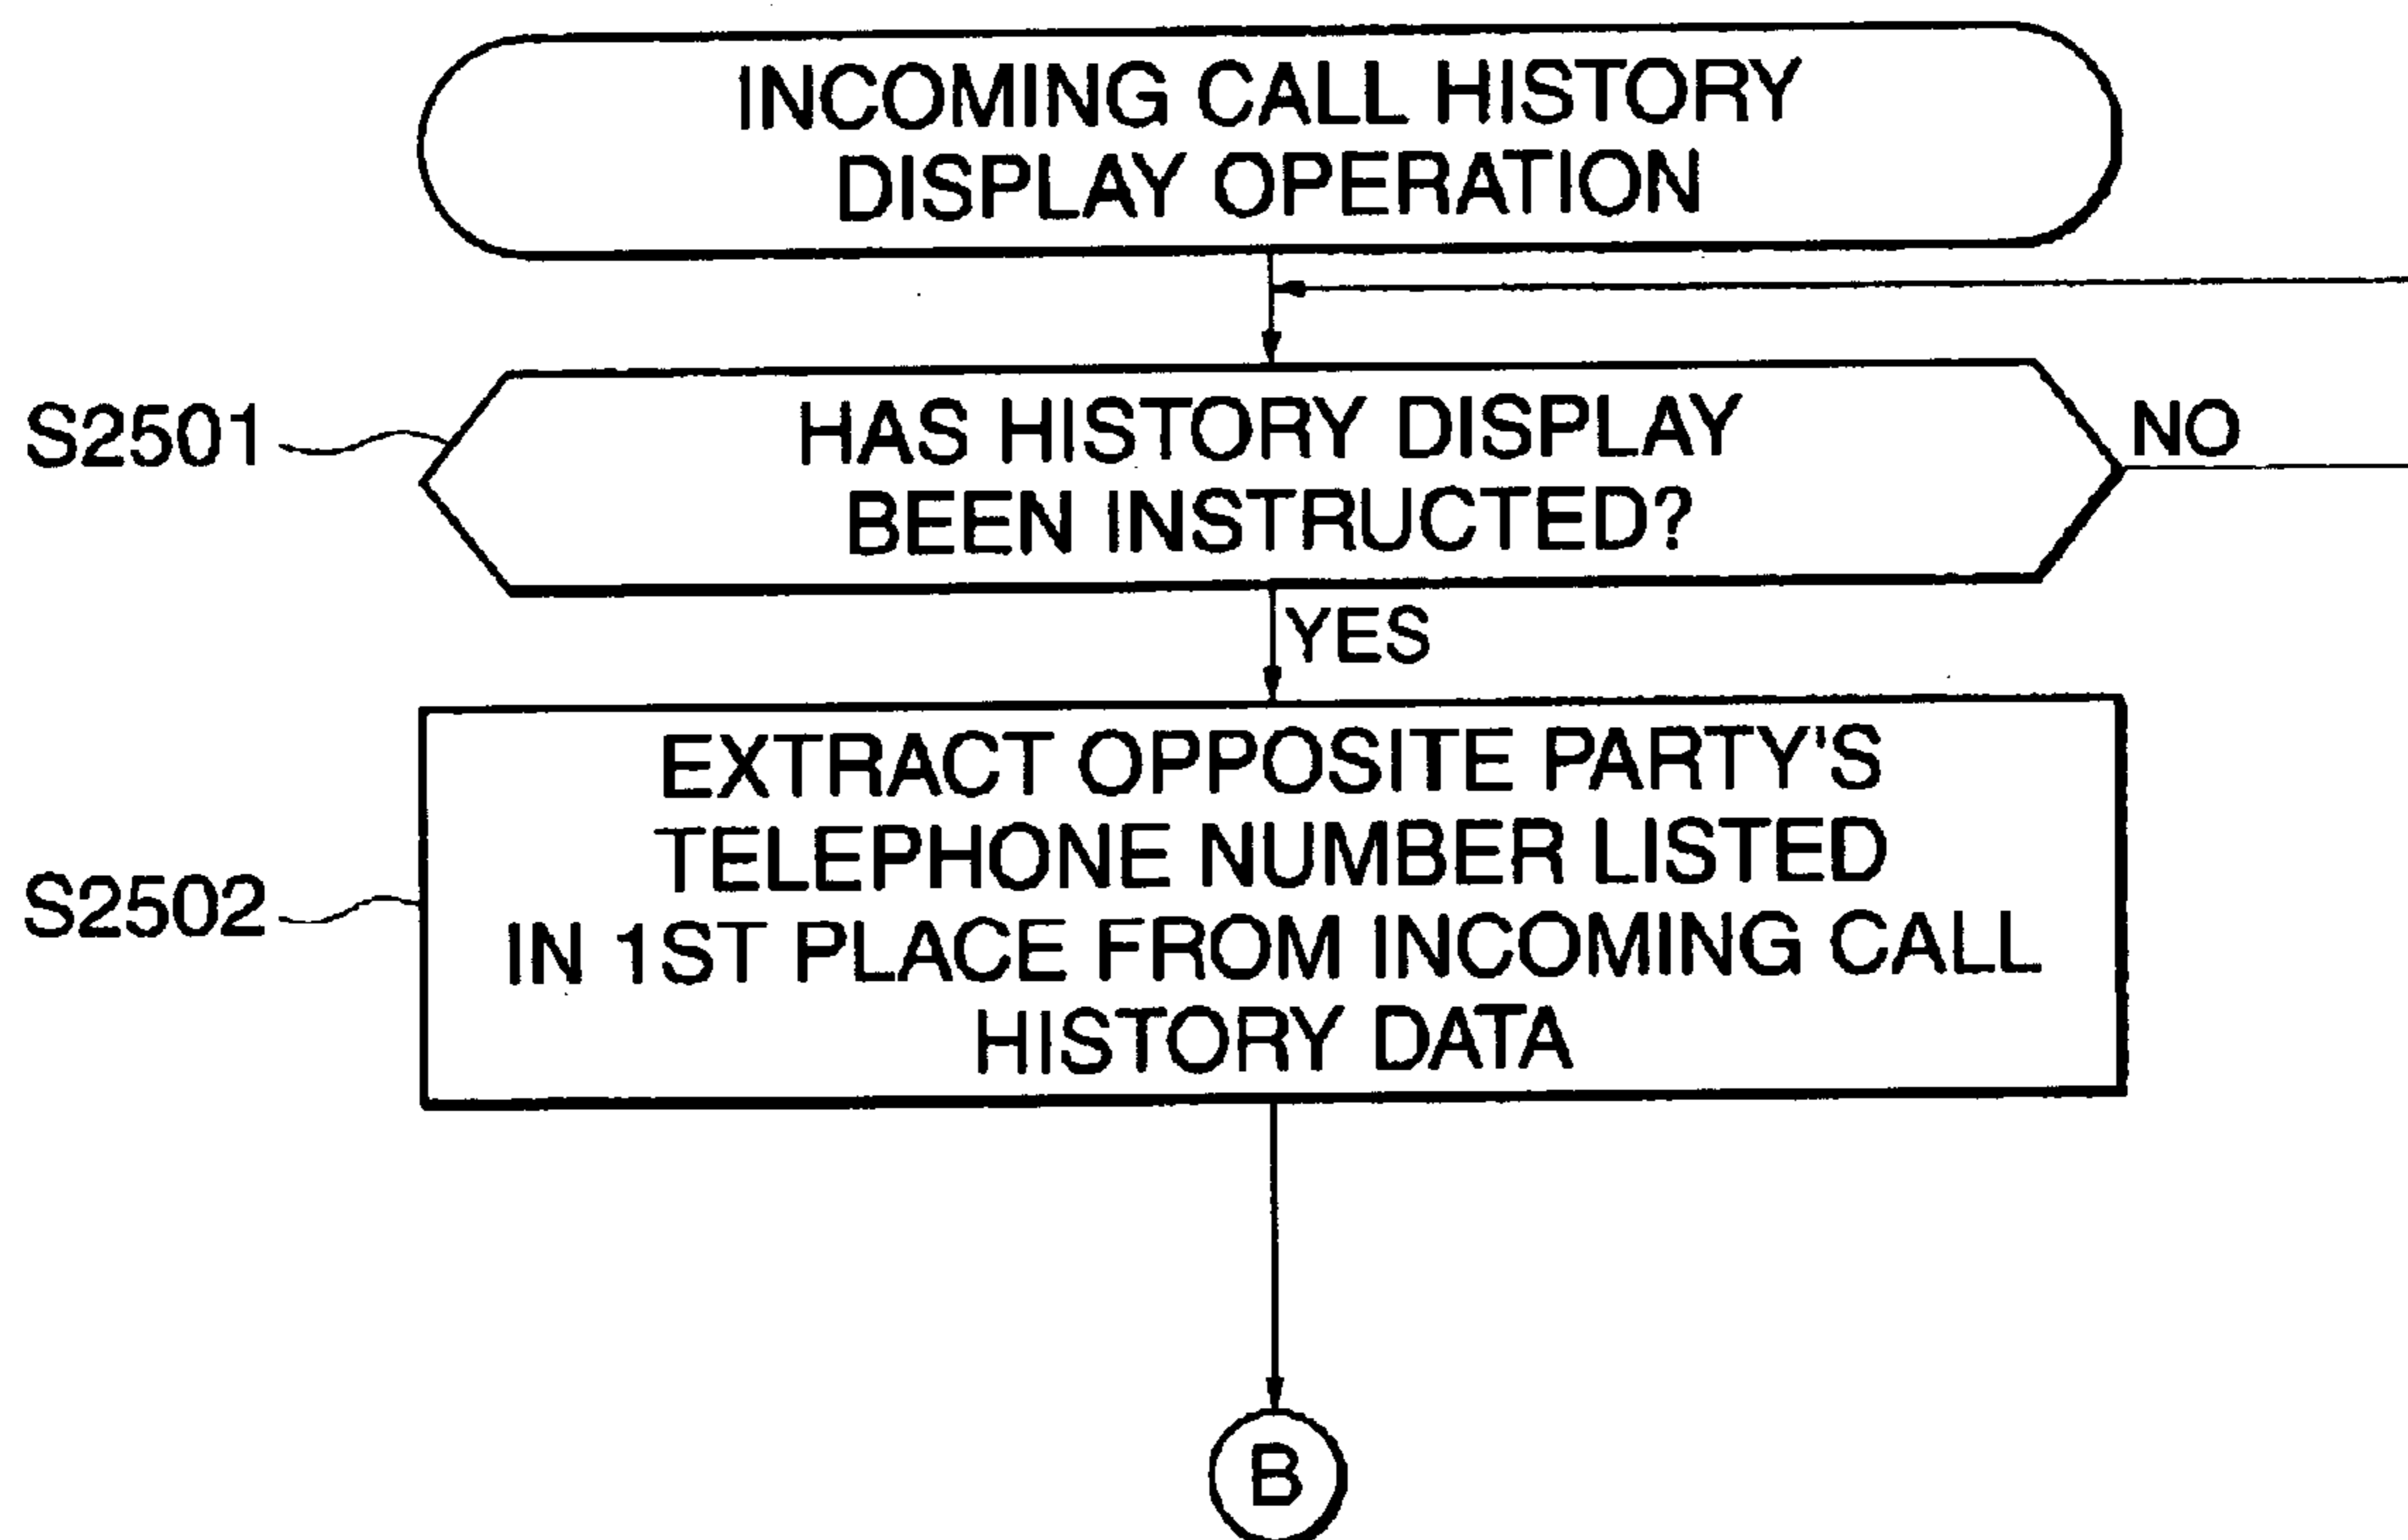 INCOMING CALL HISTORY
DISPLAY OPERATION
S2501
HAS HISTORY DISPLAY
BEEN INSTRUCTED?
NO
YES
S2502
EXTRACT OPPOSITE PARTY'S
TELEPHONE NUMBER LISTED
IN 1ST PLACE FROM INCOMING CALL
HISTORY DATA
B